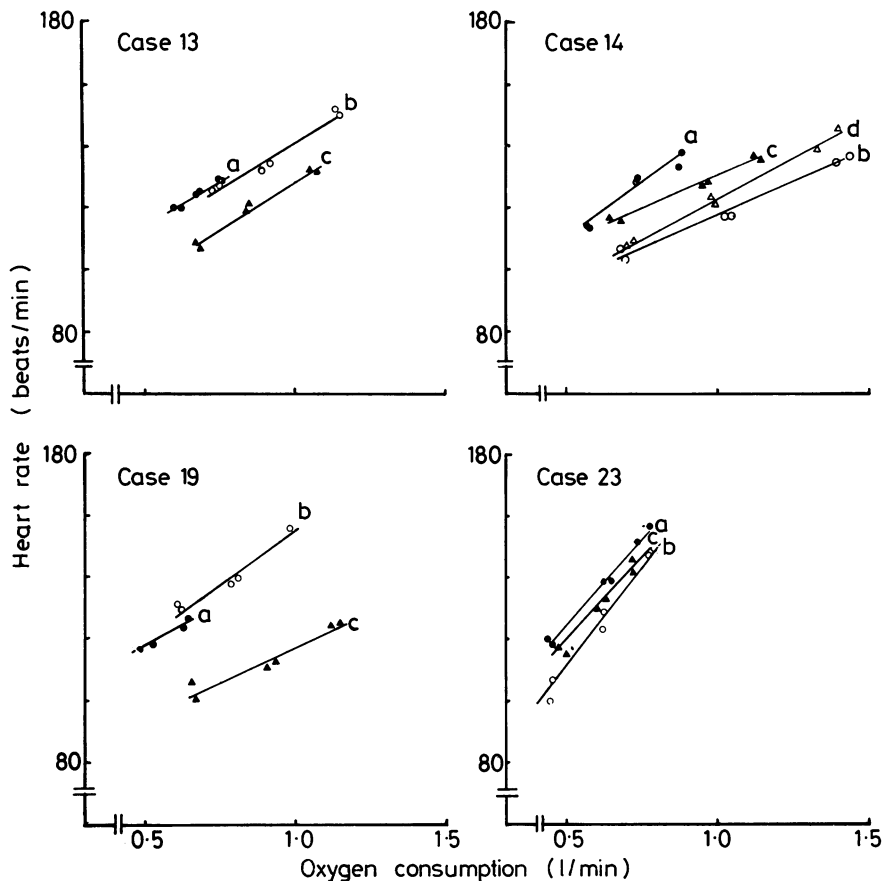 180
Case 13
a
b
c
80
180
Case 14
a
c
d
b
80
Heart rate (beats/min)
180
Case 19
b
a
c
80
0·5
1·0
1·5
180
Case 23
a
c
b
80
0·5
1·0
1·5
Oxygen consumption (l/min)